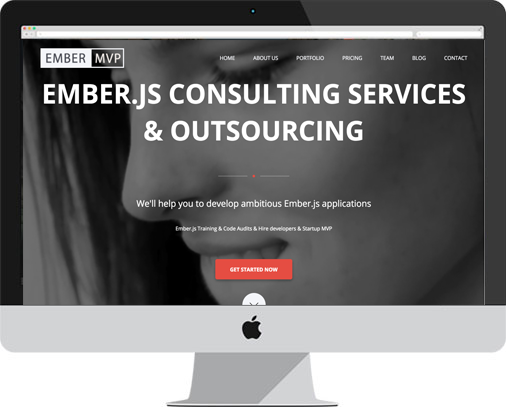 EMBER MVP
HOME ABOUT US PORTFOLIO PRICING TEAM BLOG CONTACT
EMBER.JS CONSULTING SERVICES
& OUTSOURCING
We'll help you to develop ambitious Ember.js applications
Ember.js Training & Code Audits & Hire developers & Startup MVP
GET STARTED NOW